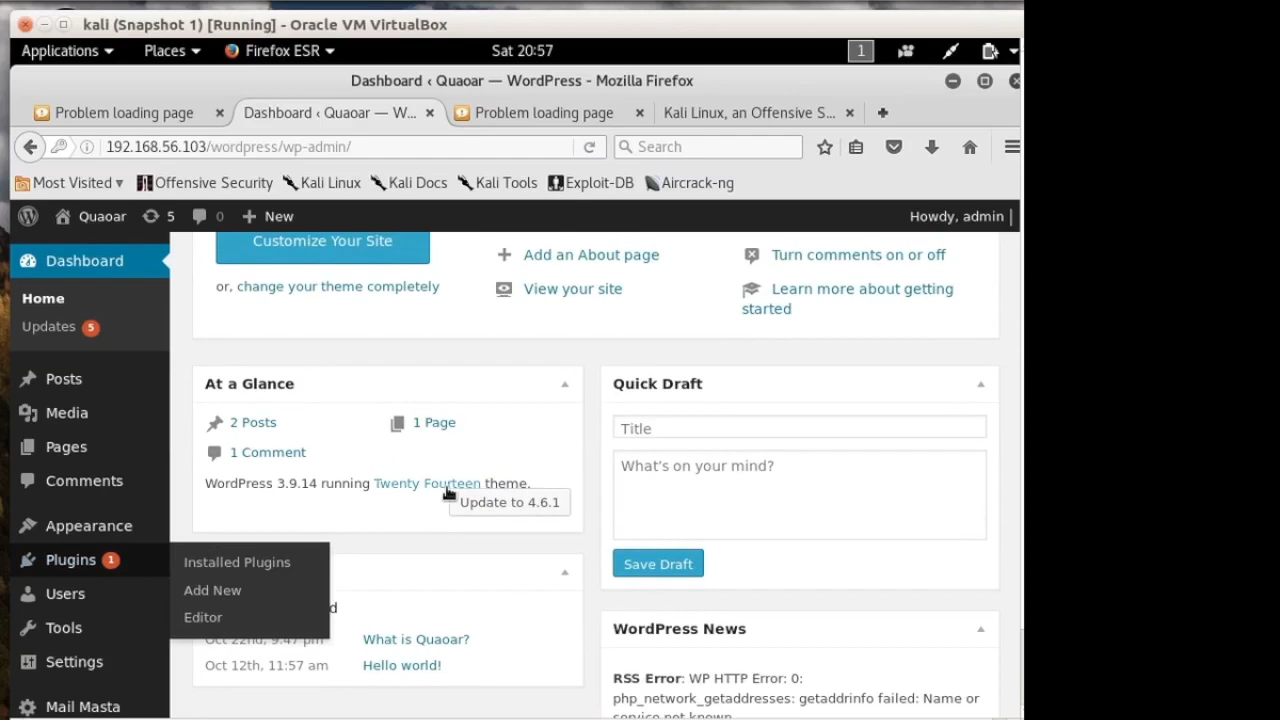 kali (Snapshot 1) [Running] - Oracle VM VirtualBox
Applications Places Firefox ESR Sat 20:57 1
Dashboard ‹ Quaoar — WordPress - Mozilla Firefox
Problem loading page Dashboard ‹ Quaoar — W... Problem loading page Kali Linux, an Offensive S...
192.168.56.103/wordpress/wp-admin/ Search
Most Visited Offensive Security Kali Linux Kali Docs Kali Tools Exploit-DB Aircrack-ng
Quaoar 5 0 New Howdy, admin
Dashboard
Home
Updates 5
Posts
Media
Pages
Comments
Appearance
Plugins 1
Installed Plugins
Add New
Editor
Users
Tools
Settings
Mail Masta
Customize Your Site
or, change your theme completely
Add an About page
View your site
Turn comments on or off
Learn more about getting
started
At a Glance
2 Posts 1 Page
1 Comment
WordPress 3.9.14 running Twenty Fourteen theme.
Update to 4.6.1
Oct 22nd, 9:47 pm What is Quaoar?
Oct 12th, 11:57 am Hello world!
Quick Draft
Title
What's on your mind?
Save Draft
WordPress News
RSS Error: WP HTTP Error: 0:
php_network_getaddresses: getaddrinfo failed: Name or
service not known